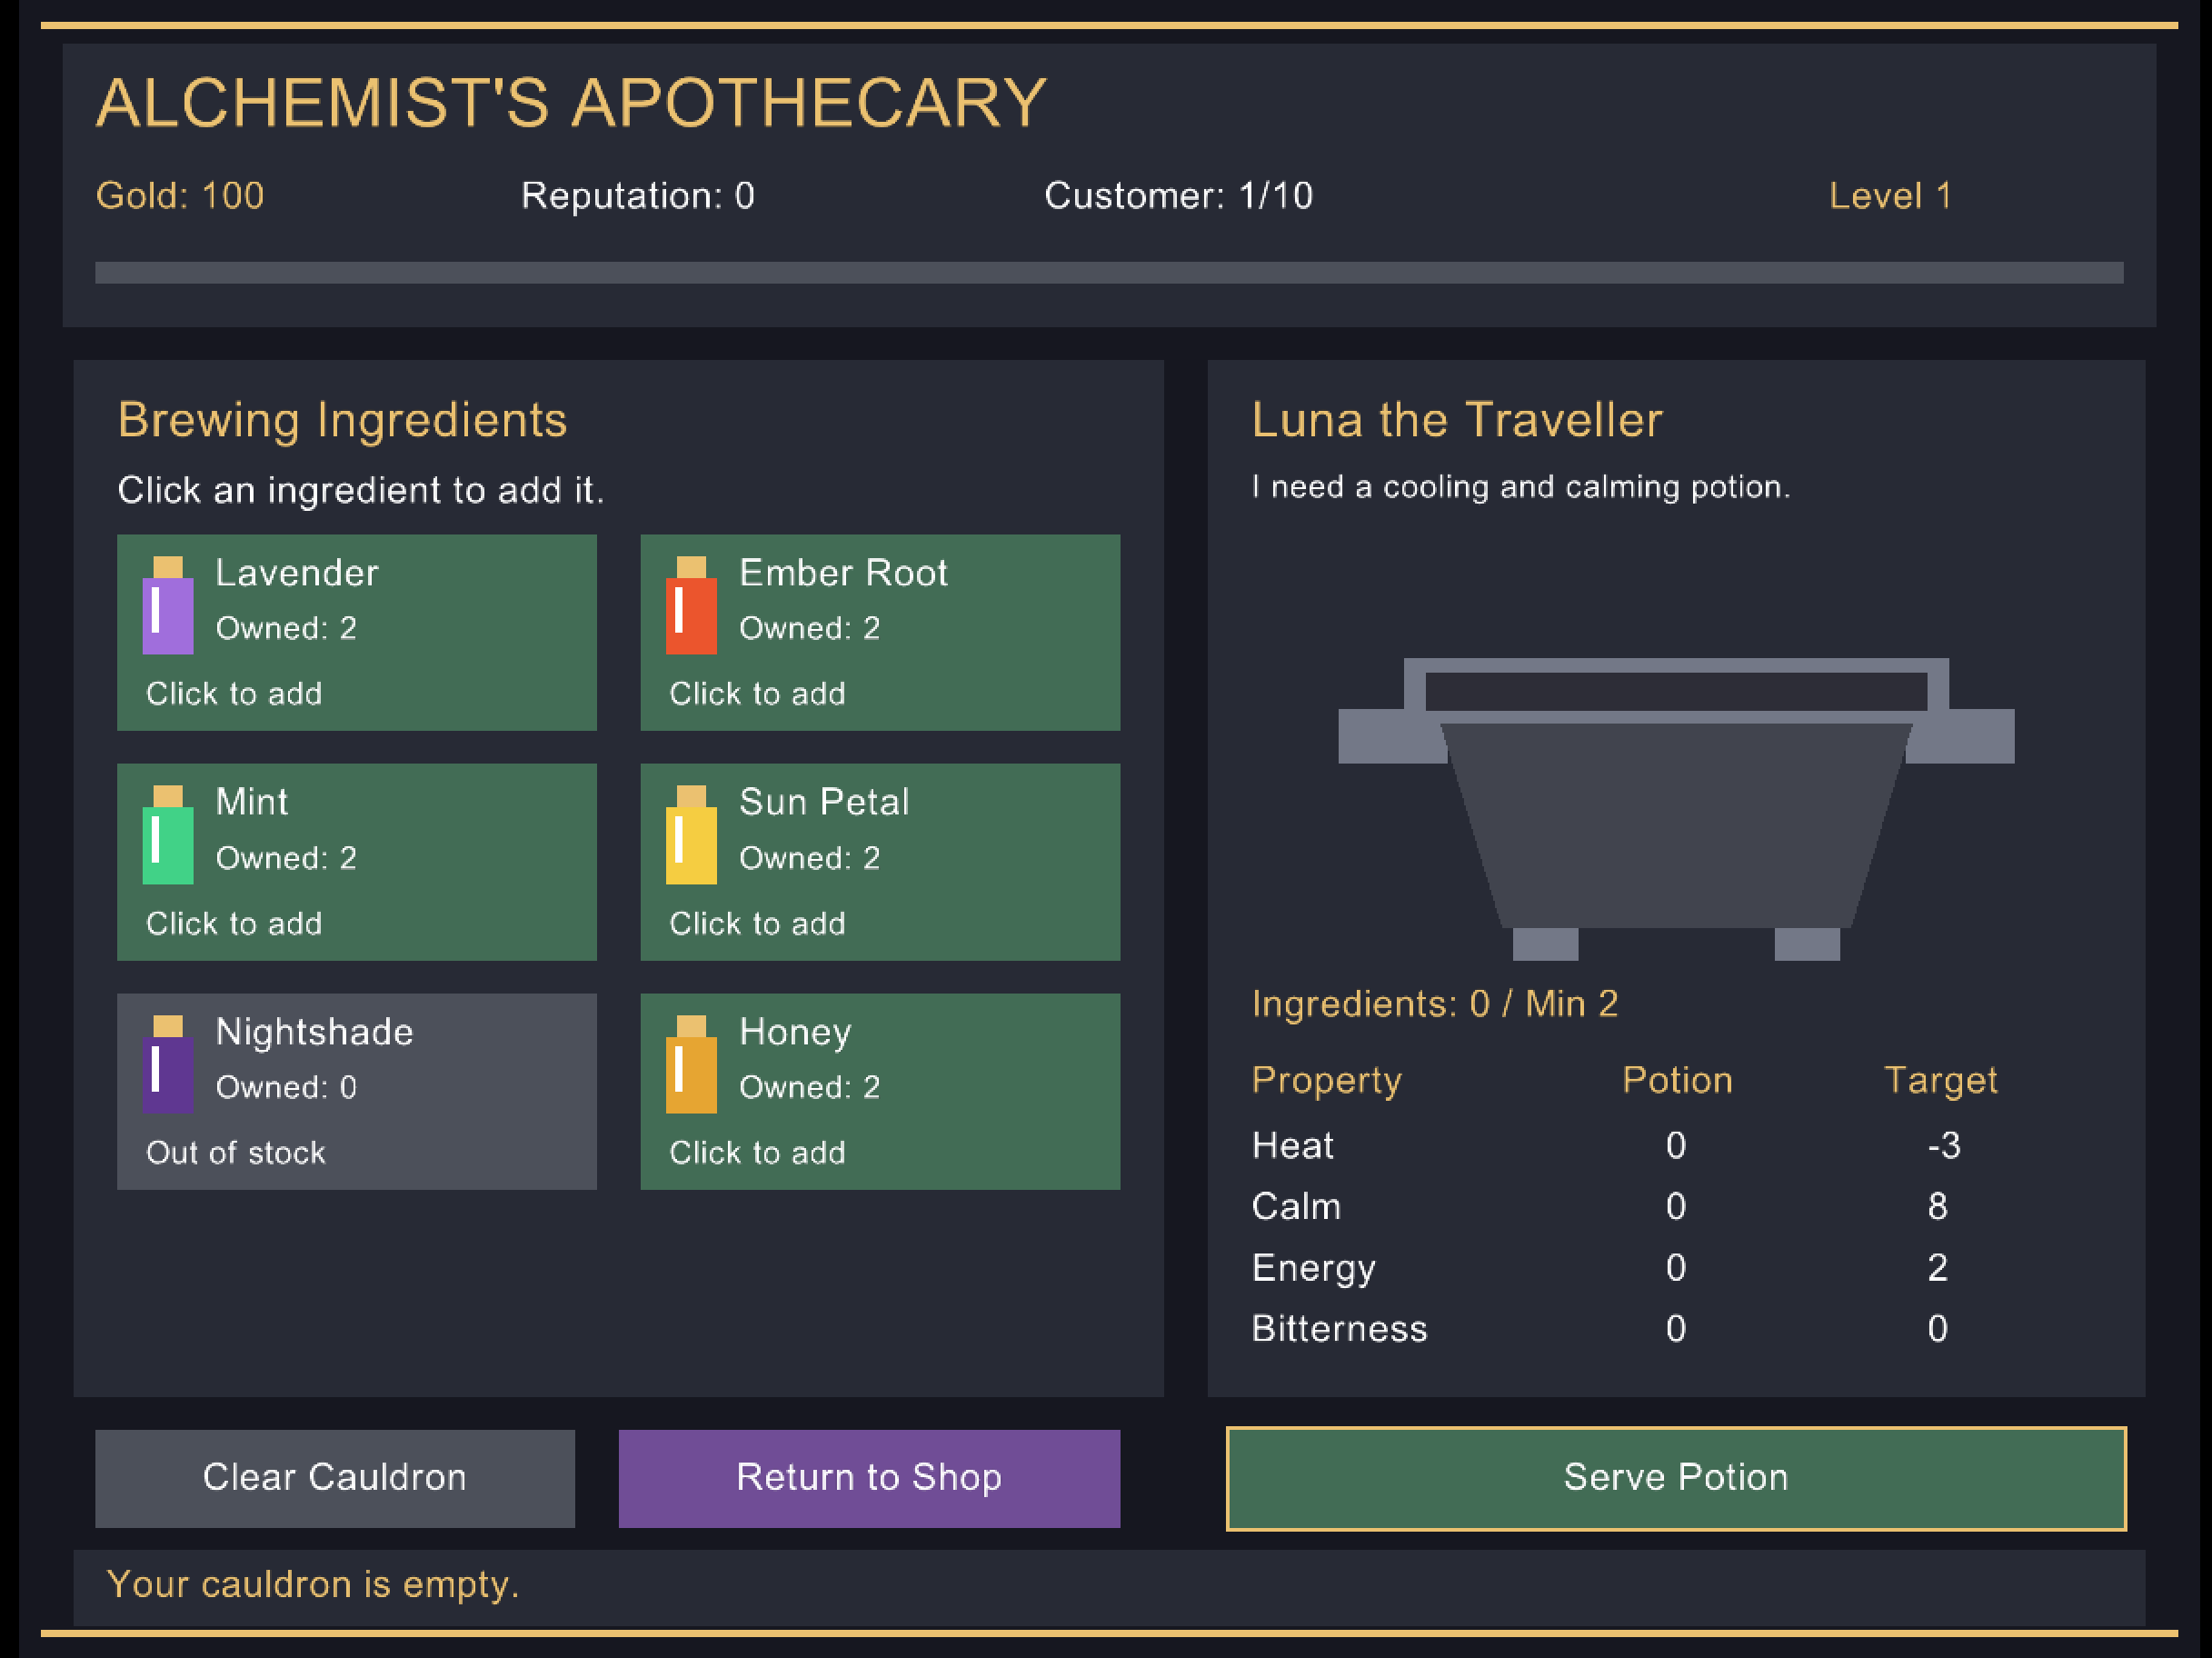 ALCHEMIST'S APOTHECARY
Gold: 100 Reputation: 0 Customer: 1/10 Level 1
Brewing Ingredients
Click an ingredient to add it.
Lavender
Owned: 2
Click to add
Ember Root
Owned: 2
Click to add
Mint
Owned: 2
Click to add
Sun Petal
Owned: 2
Click to add
Nightshade
Owned: 0
Out of stock
Honey
Owned: 2
Click to add
Luna the Traveller
I need a cooling and calming potion.
Ingredients: 0 / Min 2
Property Potion Target
Heat 0 -3
Calm 0 8
Energy 0 2
Bitterness 0 0
Clear Cauldron
Return to Shop
Serve Potion
Your cauldron is empty.